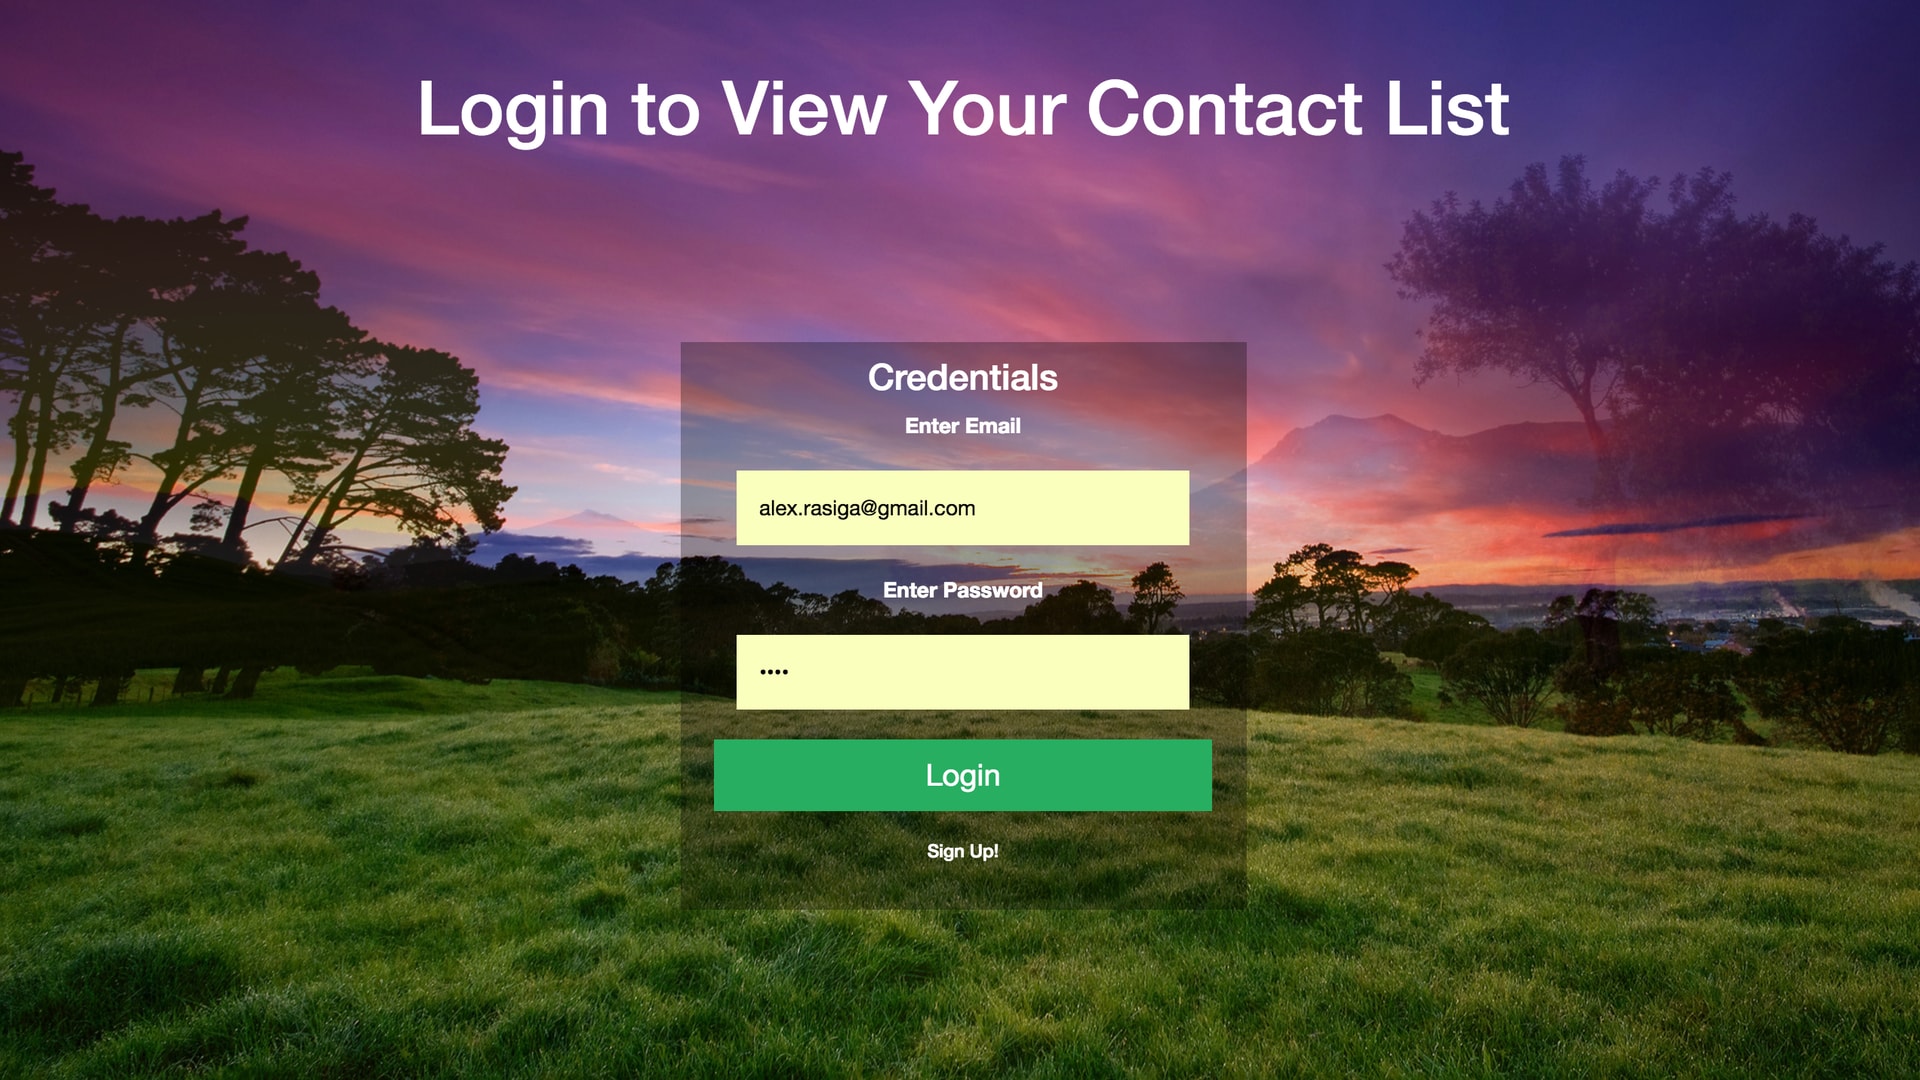 Login to View Your Contact List
Credentials
Enter Email
alex.rasiga@gmail.com
Enter Password
••••
Login
Sign Up!